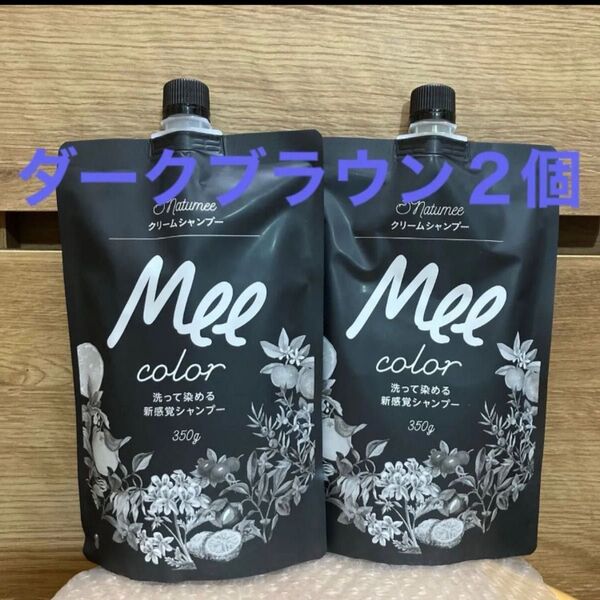 ダークブラウン２個
Natumee
クリームシャンプー
Mee
color
洗って染める
新感覚シャンプー
350g
Natumee
クリームシャンプー
Mee
color
洗って染める
新感覚シャンプー
350g